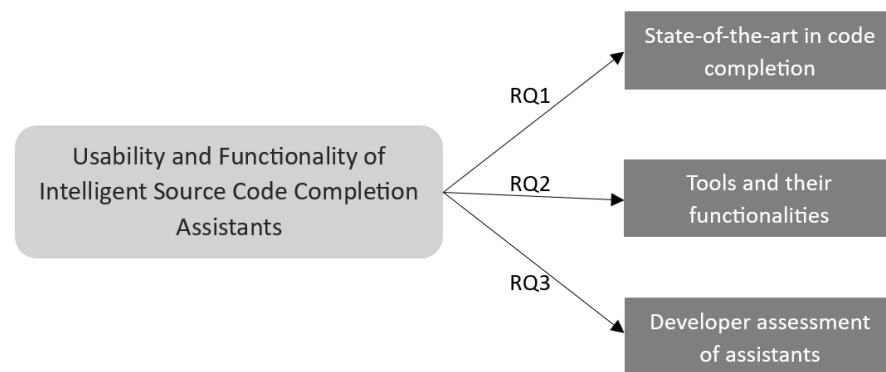 State-of-the-art in code
completion
RQ1
Usability and Functionality of
Intelligent Source Code Completion
Assistants
RQ2
Tools and their
functionalities
RQ3
Developer assessment
of assistants